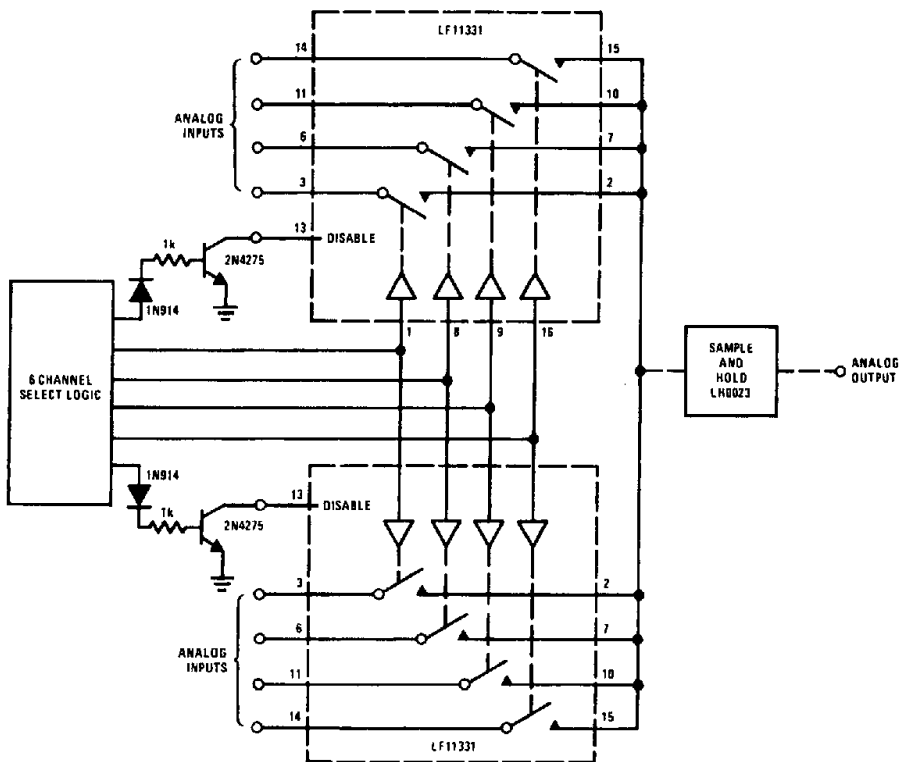 LF11331
14
15
11
10
ANALOG
INPUTS
6
7
3
2
13
DISABLE
1k
2N4275
1N914
1
8
9
16
6 CHANNEL
SELECT LOGIC
SAMPLE
AND
HOLD
LH0023
ANALOG
OUTPUT
1N914
13
DISABLE
1k
2N4275
3
2
6
7
ANALOG
INPUTS
11
10
14
15
LF11331